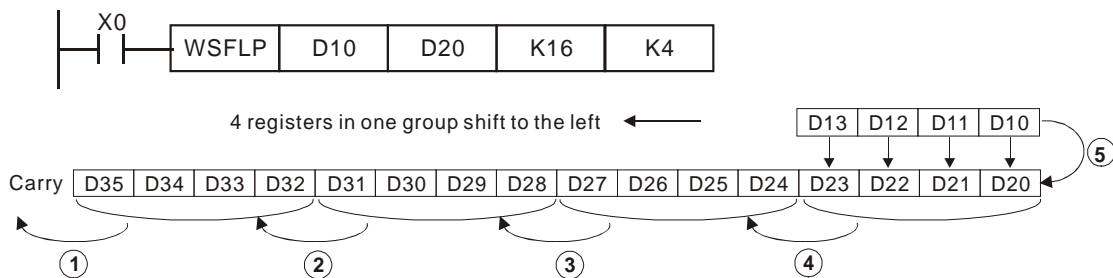 X0
WSFLP D10 D20 K16 K4
4 registers in one group shift to the left
D13 D12 D11 D10
5
Carry D35 D34 D33 D32 D31 D30 D29 D28 D27 D26 D25 D24 D23 D22 D21 D20
1 2 3 4